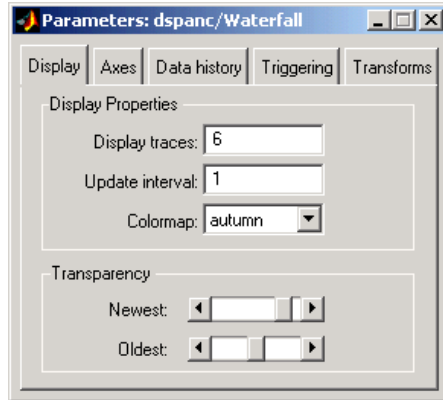 Parameters: dspanc/Waterfall
Display Axes Data history Triggering Transforms
Display Properties
Display traces: 6
Update interval: 1
Colormap: autumn
Transparency
Newest:
Oldest: